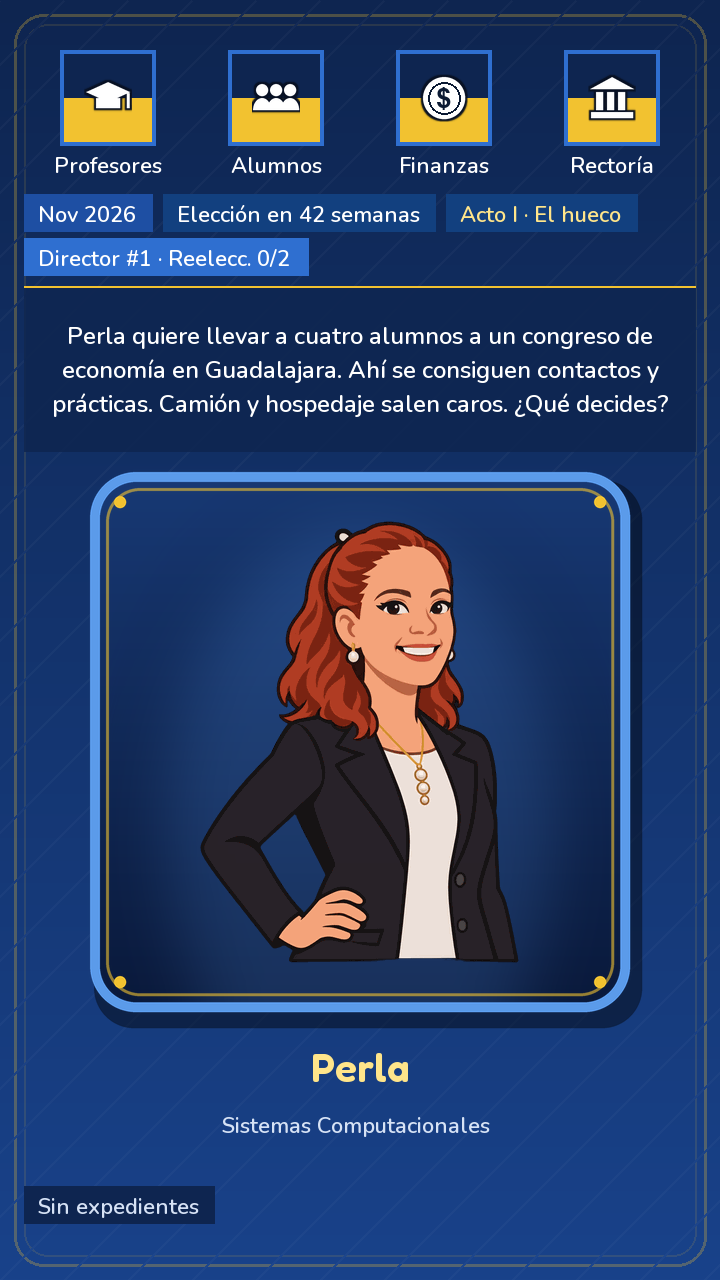 $
Profesores
Alumnos
Finanzas
Rectoría
Nov 2026
Elección en 42 semanas
Acto I · El hueco
Director #1 · Reelecc. 0/2
Perla quiere llevar a cuatro alumnos a un congreso de
economía en Guadalajara. Ahí se consiguen contactos y
prácticas. Camión y hospedaje salen caros. ¿Qué decides?
Perla
Sistemas Computacionales
Sin expedientes